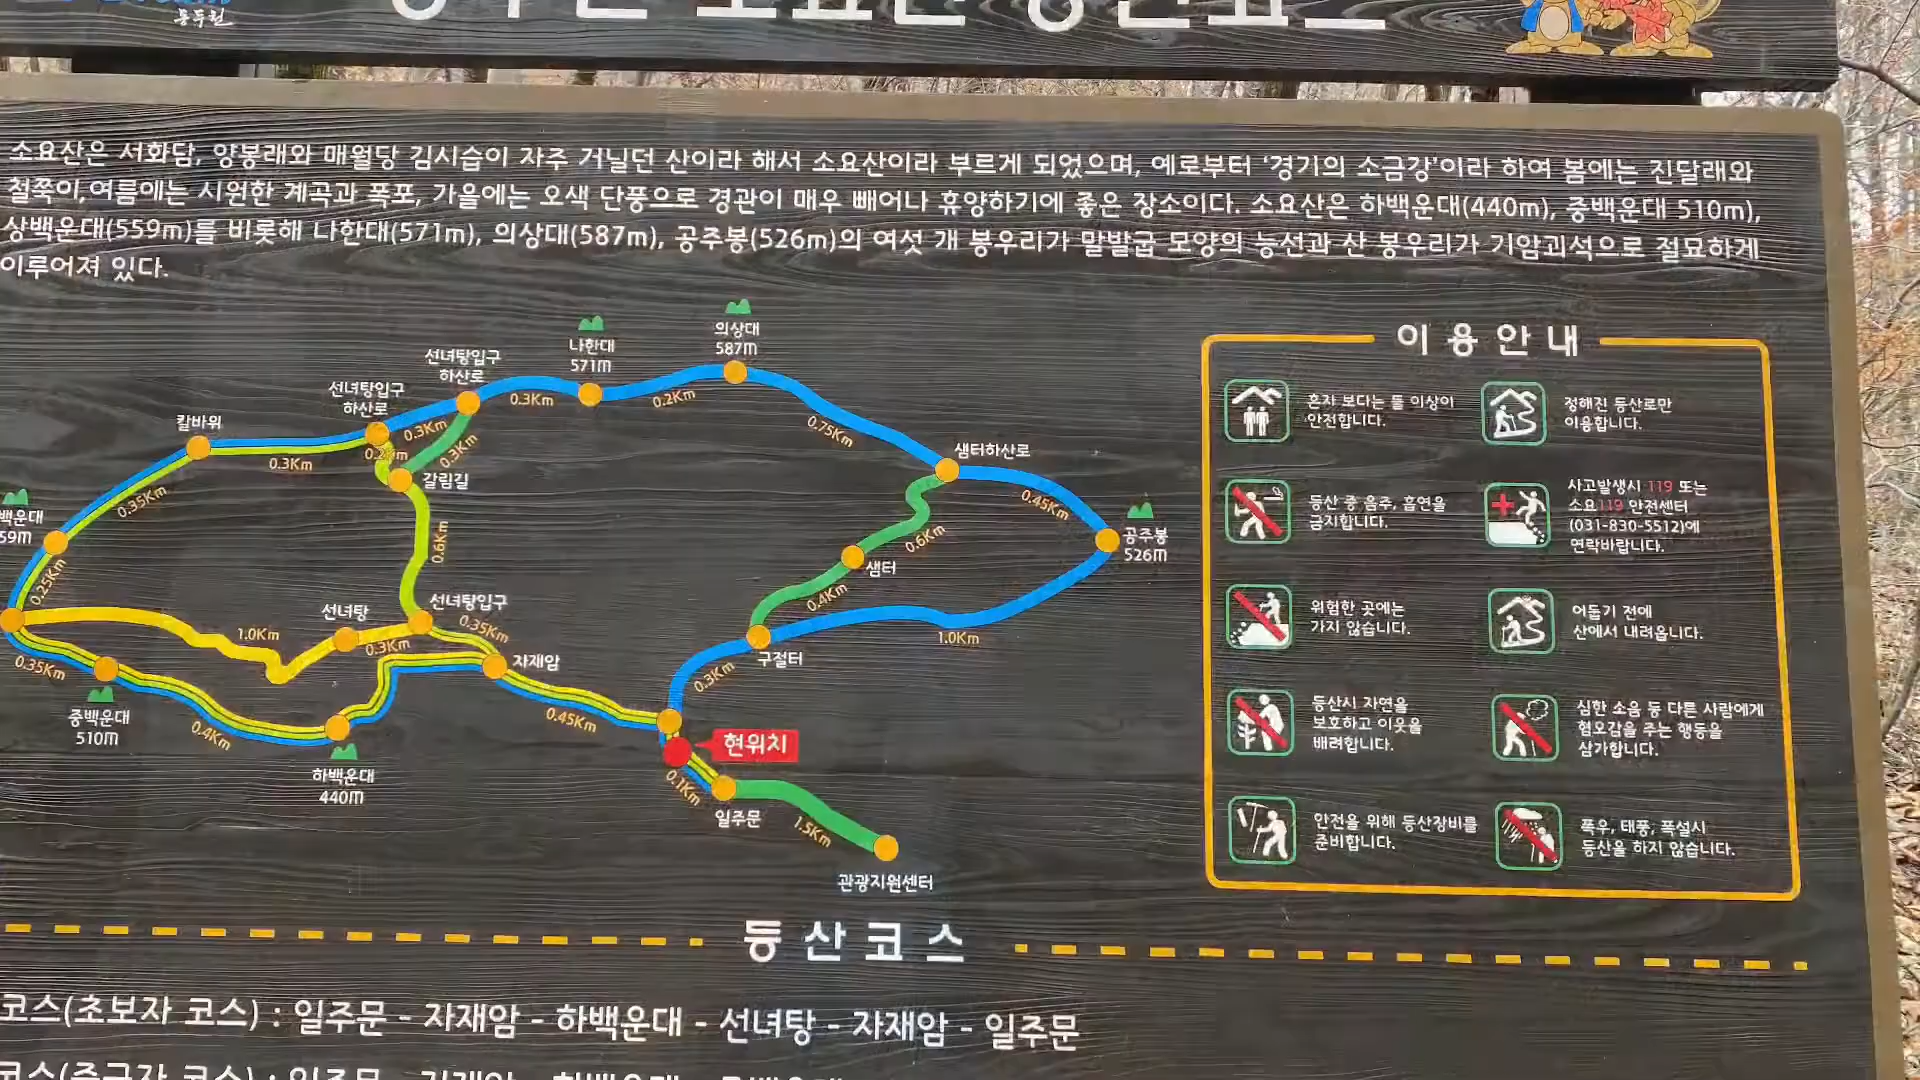 동두천
소요산은 서화담, 양봉래와 매월당 김시습이 자주 거닐던 산이라 해서 소요산이라 부르게 되었으며, 예로부터 '경기의 소금강'이라 하여 봄에는 진달래와
철쭉이,여름에는 시원한 계곡과 폭포, 가을에는 오색 단풍으로 경관이 매우 빼어나 휴양하기에 좋은 장소이다. 소요산은 하백운대(440m), 중백운대 510m),
상백운대(559m)를 비롯해 나한대(571m), 의상대(587m), 공주봉(526m)의 여섯 개 봉우리가 말발굽 모양의 능선과 산 봉우리가 기암괴석으로 절묘하게
이루어져 있다.
의상대
587m
나한대
571m
선녀탕입구
하산로
선녀탕입구
하산로
칼바위
0.3Km
0.2Km
0.75Km
0.3Km
0.3Km
0.3Km
갈림길
샘터하산로
0.45Km
공주봉
526m
0.35Km
백운대
59m
0.25Km
0.6Km
0.6Km
샘터
0.4Km
1.0Km
구절터
0.3Km
선녀탕
선녀탕입구
1.0Km
0.3Km
0.35Km
자재암
0.35Km
중백운대
510m
0.4Km
하백운대
440m
0.45Km
현위치
0.1Km
일주문
1.5Km
관광지원센터
이용안내
혼자 보다는 둘 이상이
안전합니다.
정해진 등산로만
이용합니다.
등산 중 음주, 흡연을
금지합니다.
사고발생시 119 또는
소요119 안전센터
(031-830-5512)에
연락바랍니다.
위험한 곳에는
가지 않습니다.
어둡기 전에
산에서 내려옵니다.
등산시 자연을
보호하고 이웃을
배려합니다.
심한 소음 등 다른 사람에게
혐오감을 주는 행동을
삼가합니다.
안전을 위해 등산장비를
준비합니다.
폭우, 태풍, 폭설시
등산을 하지 않습니다.
등산코스
코스(초보자 코스) : 일주문 - 자재암 - 하백운대 - 선녀탕 - 자재암 - 일주문